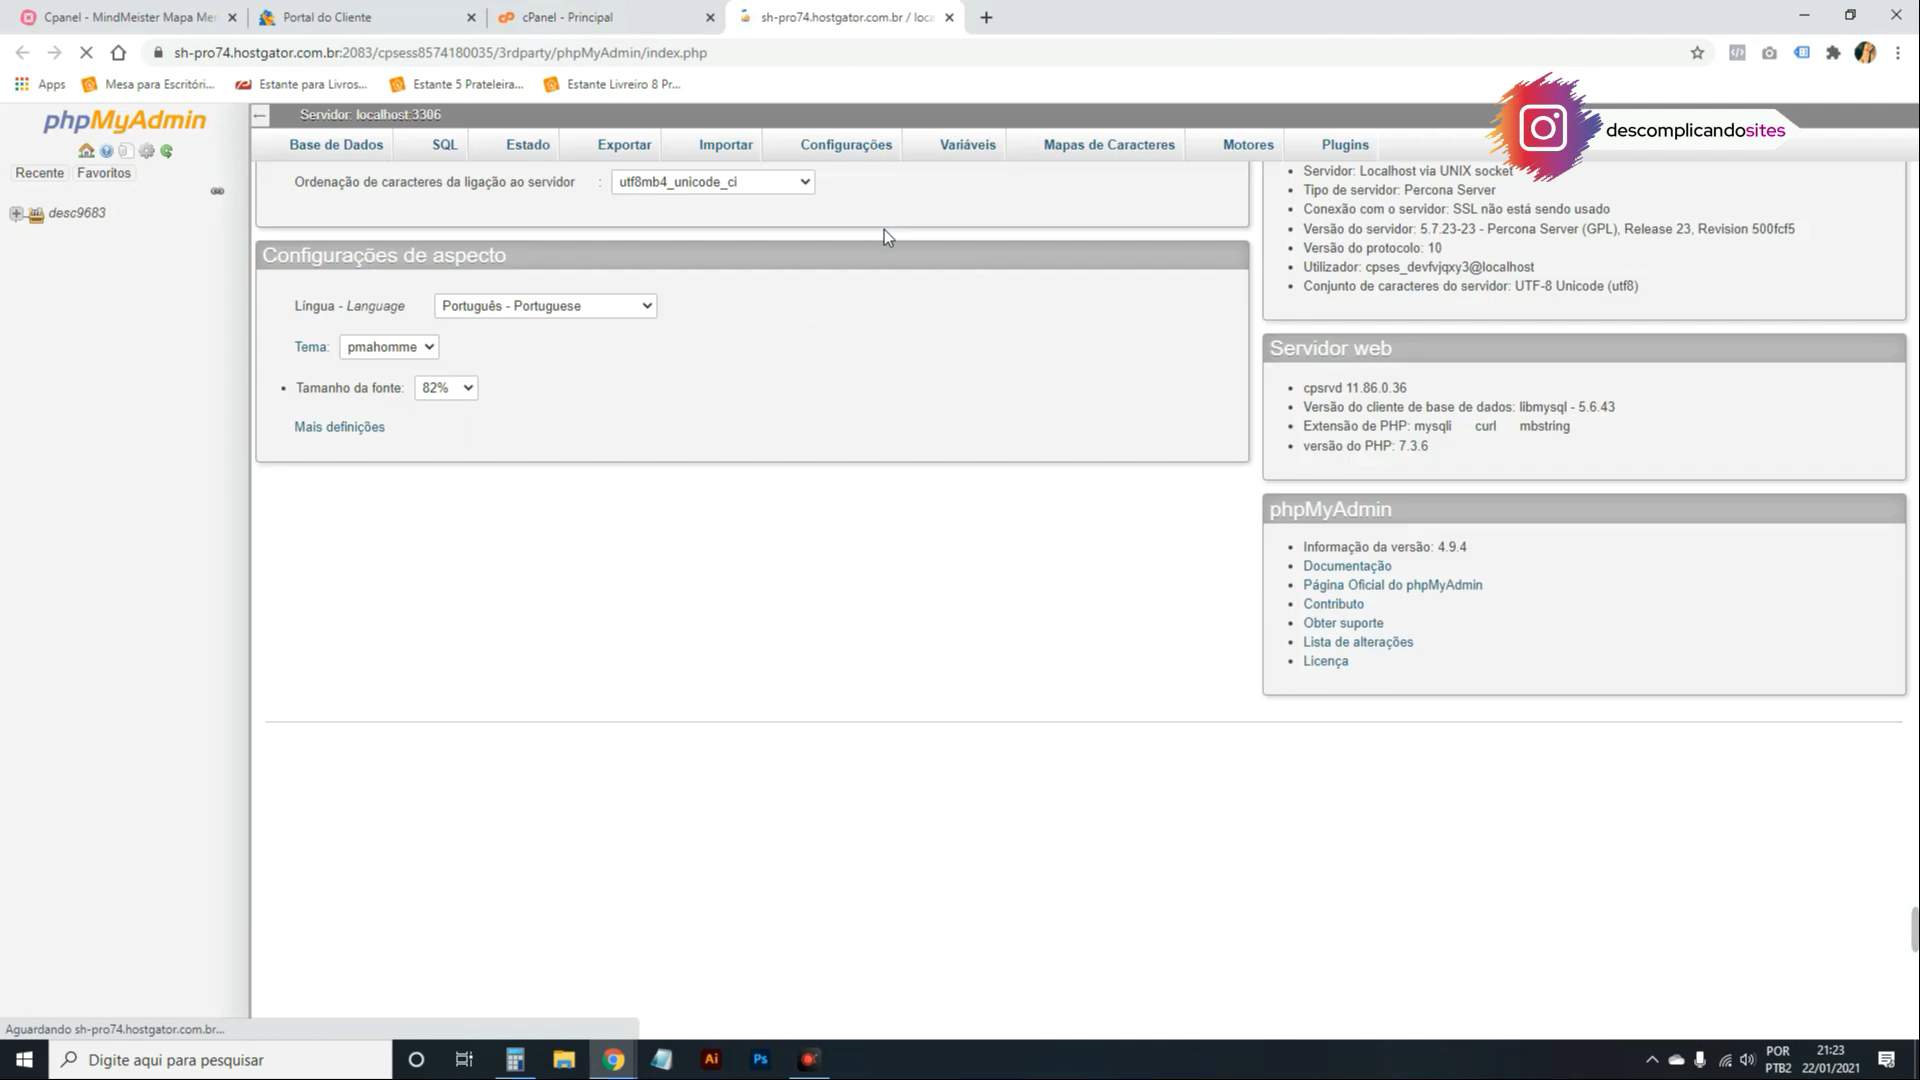 Cpanel - MindMeister Mapa Mer
Portal do Cliente
cPanel - Principal
sh-pro74.hostgator.com.br / loca
sh-pro74.hostgator.com.br:2083/cpsess8574180035/3rdparty/phpMyAdmin/index.php
Apps
Mesa para Escritóri...
Estante para Livros...
Estante 5 Prateleira...
Estante Livreiro 8 Pr...
phpMyAdmin
Recente
Favoritos
desc9683
Servidor: localhost:3306
Base de Dados
SQL
Estado
Exportar
Importar
Configurações
Variáveis
Mapas de Caracteres
Motores
Plugins
descomplicandosites
Ordenação de caracteres da ligação ao servidor : utf8mb4_unicode_ci
Configurações de aspecto
Língua - Language Português - Portuguese
Tema: pmahomme
Tamanho da fonte: 82%
Mais definições
Servidor: Localhost via UNIX socket
Tipo de servidor: Percona Server
Conexão com o servidor: SSL não está sendo usado
Versão do servidor: 5.7.23-23 - Percona Server (GPL), Release 23, Revision 500fcf5
Versão do protocolo: 10
Utilizador: cpses_devfvjqxy3@localhost
Conjunto de caracteres do servidor: UTF-8 Unicode (utf8)
Servidor web
cpsrvd 11.86.0.36
Versão do cliente de base de dados: libmysql - 5.6.43
Extensão de PHP: mysqli curl mbstring
versão do PHP: 7.3.6
phpMyAdmin
Informação da versão: 4.9.4
Documentação
Página Oficial do phpMyAdmin
Contributo
Obter suporte
Lista de alterações
Licença
Aguardando sh-pro74.hostgator.com.br...
Digite aqui para pesquisar
Ai
Ps
POR
PTB2
21:23
22/01/2021